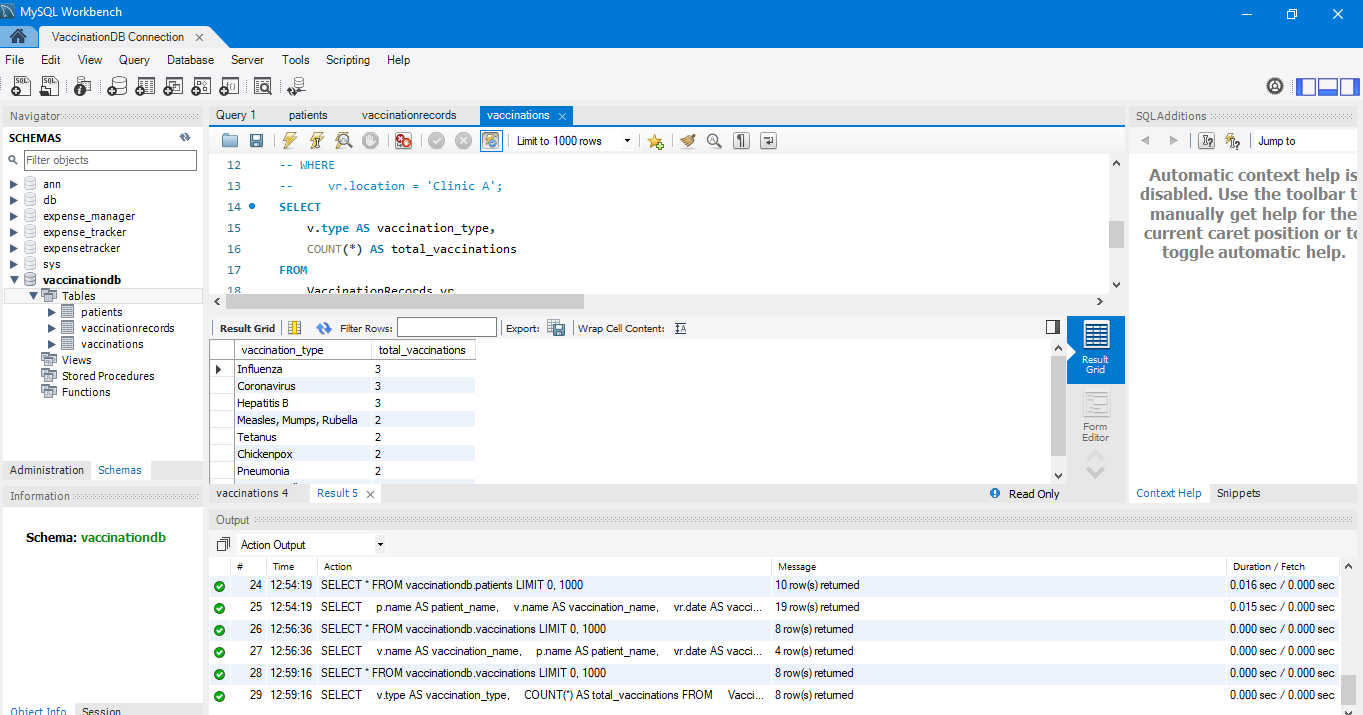 MySQL Workbench
VaccinationDB Connection
File Edit View Query Database Server Tools Scripting Help
Navigator
SCHEMAS
Filter objects
ann
db
expense_manager
expense_tracker
expensetracker
sys
vaccinationdb
Tables
patients
vaccinationrecords
vaccinations
Views
Stored Procedures
Functions
Administration Schemas
Information
Schema: vaccinationdb
Object Info Session
Query 1 patients vaccinationrecords vaccinations
Limit to 1000 rows
12 -- WHERE
13 -- vr.location = 'Clinic A';
14 SELECT
15 v.type AS vaccination_type,
16 COUNT(*) AS total_vaccinations
17 FROM
18 VaccinationRecords vr
Result Grid Filter Rows: Export: Wrap Cell Content:
vaccination_type total_vaccinations
Influenza 3
Coronavirus 3
Hepatitis B 3
Measles, Mumps, Rubella 2
Tetanus 2
Chickenpox 2
Pneumonia 2
Result
Grid
Form
Editor
vaccinations 4 Result 5 Read Only
SQLAdditions
Jump to
Automatic context help is
disabled. Use the toolbar t
manually get help for the
current caret position or to
toggle automatic help.
Context Help Snippets
Output
Action Output
# Time Action Message Duration / Fetch
24 12:54:19 SELECT * FROM vaccinationdb.patients LIMIT 0, 1000 10 row(s) returned 0.016 sec / 0.000 sec
25 12:54:19 SELECT p.name AS patient_name, v.name AS vaccination_name, vr.date AS vacci... 19 row(s) returned 0.015 sec / 0.000 sec
26 12:56:36 SELECT * FROM vaccinationdb.vaccinations LIMIT 0, 1000 8 row(s) returned 0.000 sec / 0.000 sec
27 12:56:36 SELECT v.name AS vaccination_name, p.name AS patient_name, vr.date AS vacci... 4 row(s) returned 0.000 sec / 0.000 sec
28 12:59:16 SELECT * FROM vaccinationdb.vaccinations LIMIT 0, 1000 8 row(s) returned 0.000 sec / 0.000 sec
29 12:59:16 SELECT v.type AS vaccination_type, COUNT(*) AS total_vaccinations FROM Vacci... 8 row(s) returned 0.000 sec / 0.000 sec